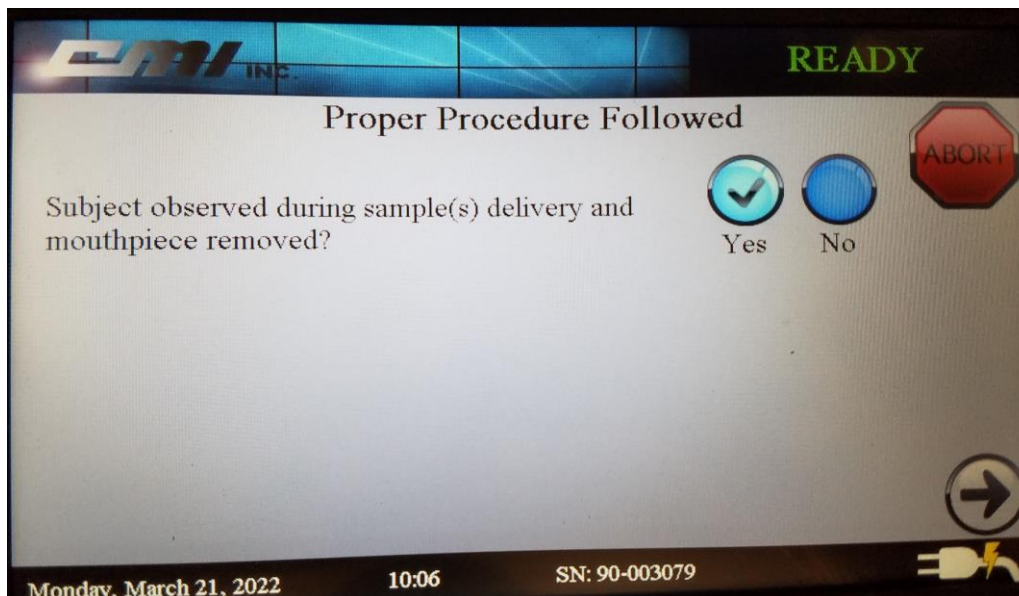 CMI INC.
READY
Proper Procedure Followed
ABORT
Subject observed during sample(s) delivery and
mouthpiece removed?
Yes No
Monday, March 21, 2022 10:06 SN: 90-003079